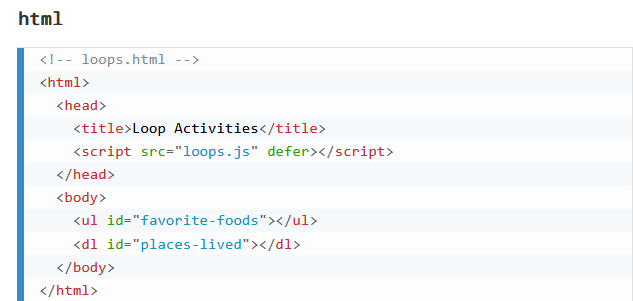 html
<!-- loops.html -->
<html>
  <head>
    <title>Loop Activities</title>
    <script src="loops.js" defer></script>
  </head>
  <body>
    <ul id="favorite-foods"></ul>
    <dl id="places-lived"></dl>
  </body>
</html>